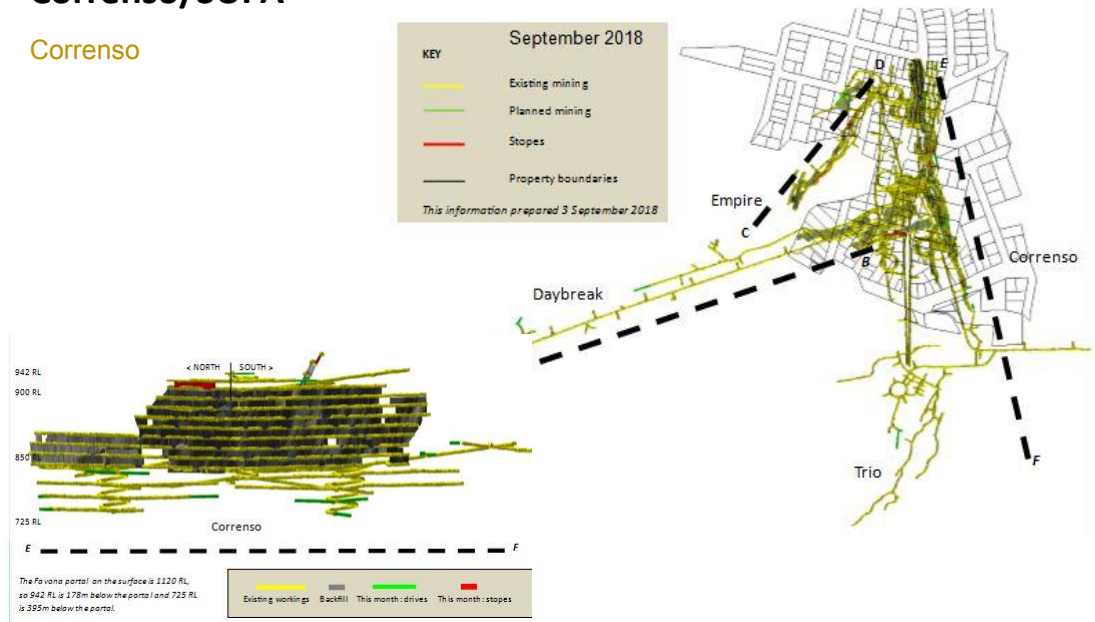 Correnso
September 2018
KEY
Existing mining
Planned mining
Stopes
Property boundaries
This information prepared 3 September 2018
D
E
Empire
C
B
Correnso
Daybreak
F
Trio
< NORTH
SOUTH >
942 RL
900 RL
850 RL
725 RL
Correnso
E
F
The Favona portal on the surface is 1120 RL,
so 942 RL is 178m below the portal and 725 RL
is 395m below the portal.
Existing workings
Backfill
This month: drives
This month: stopes